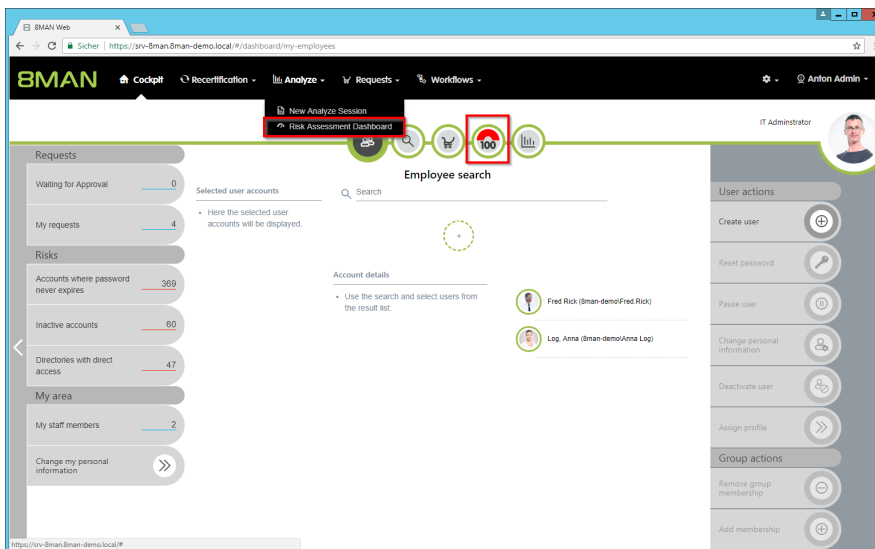 8MAN Web
Sicher | https://srv-8man.8man-demo.local/#/dashboard/my-employees
8MAN
Cockpit
Recertification
Analyze
Requests
Workflows
Anton Admin
New Analyze Session
Risk Assessment Dashboard
IT Adminstrator
100
Requests
Waiting for Approval
0
My requests
4
Risks
Accounts where password
never expires
369
Inactive accounts
60
Directories with direct
access
47
My area
My staff members
2
Change my personal
information
Selected user accounts
Here the selected user
accounts will be displayed.
Employee search
Search
Account details
Use the search and select users from
the result list.
Fred Rick (8man-demo\Fred.Rick)
Log, Anna (8man-demo\Anna Log)
User actions
Create user
Reset password
Pause user
Change personal
information
Deactivate user
Assign profile
Group actions
Remove group
membership
Add membership
https://srv-8man.8man-demo.local/#